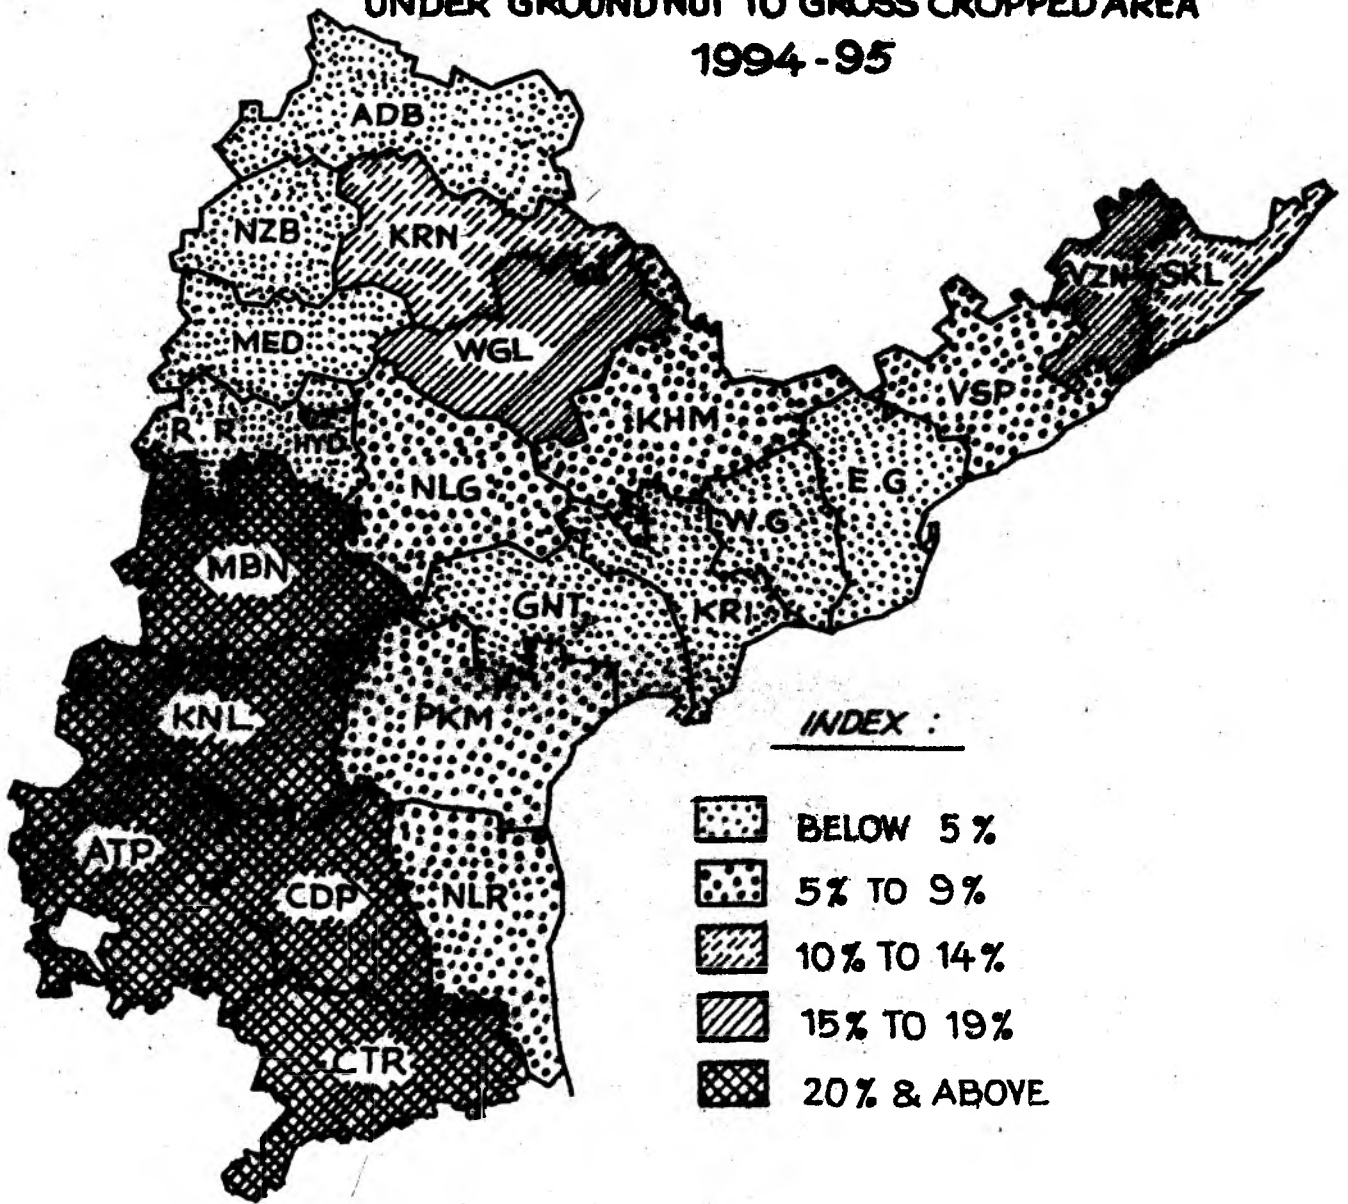 UNDER GROUNDNUT TO GROSS CROPPED AREA
1994-95
ADB
NZB
KRN
VZN
SKL
MED
WGL
VSP
R R
HYD
KHM
NLG
E G
W.G
MBN
GNT
KRI
KNL
PKM
INDEX :
BELOW 5%
ATP
CDP
NLR
5% TO 9%
10% TO 14%
15% TO 19%
CTR
20% & ABOVE